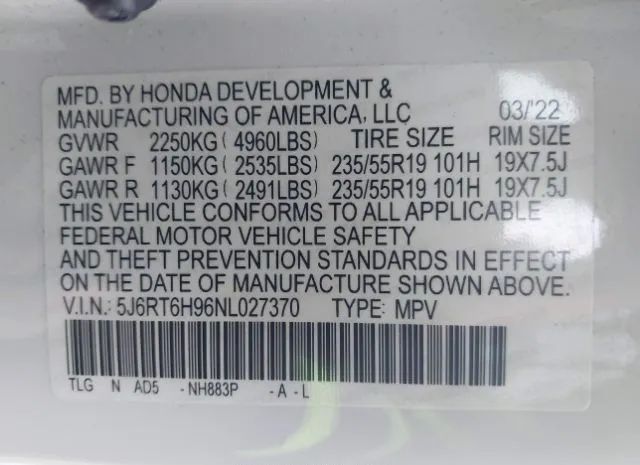 MFD. BY HONDA DEVELOPMENT &
MANUFACTURING OF AMERICA, LLC 03/'22
GVWR 2250KG ( 4960LBS) TIRE SIZE RIM SIZE
GAWR F 1150KG ( 2535LBS) 235/55R19 101H 19X7.5J
GAWR R 1130KG ( 2491LBS) 235/55R19 101H 19X7.5J
THIS VEHICLE CONFORMS TO ALL APPLICABLE
FEDERAL MOTOR VEHICLE SAFETY
AND THEFT PREVENTION STANDARDS IN EFFECT
ON THE DATE OF MANUFACTURE SHOWN ABOVE.
V.I.N.: 5J6RT6H96NL027370 TYPE: MPV
TLG N AD5 -NH883P -A-L